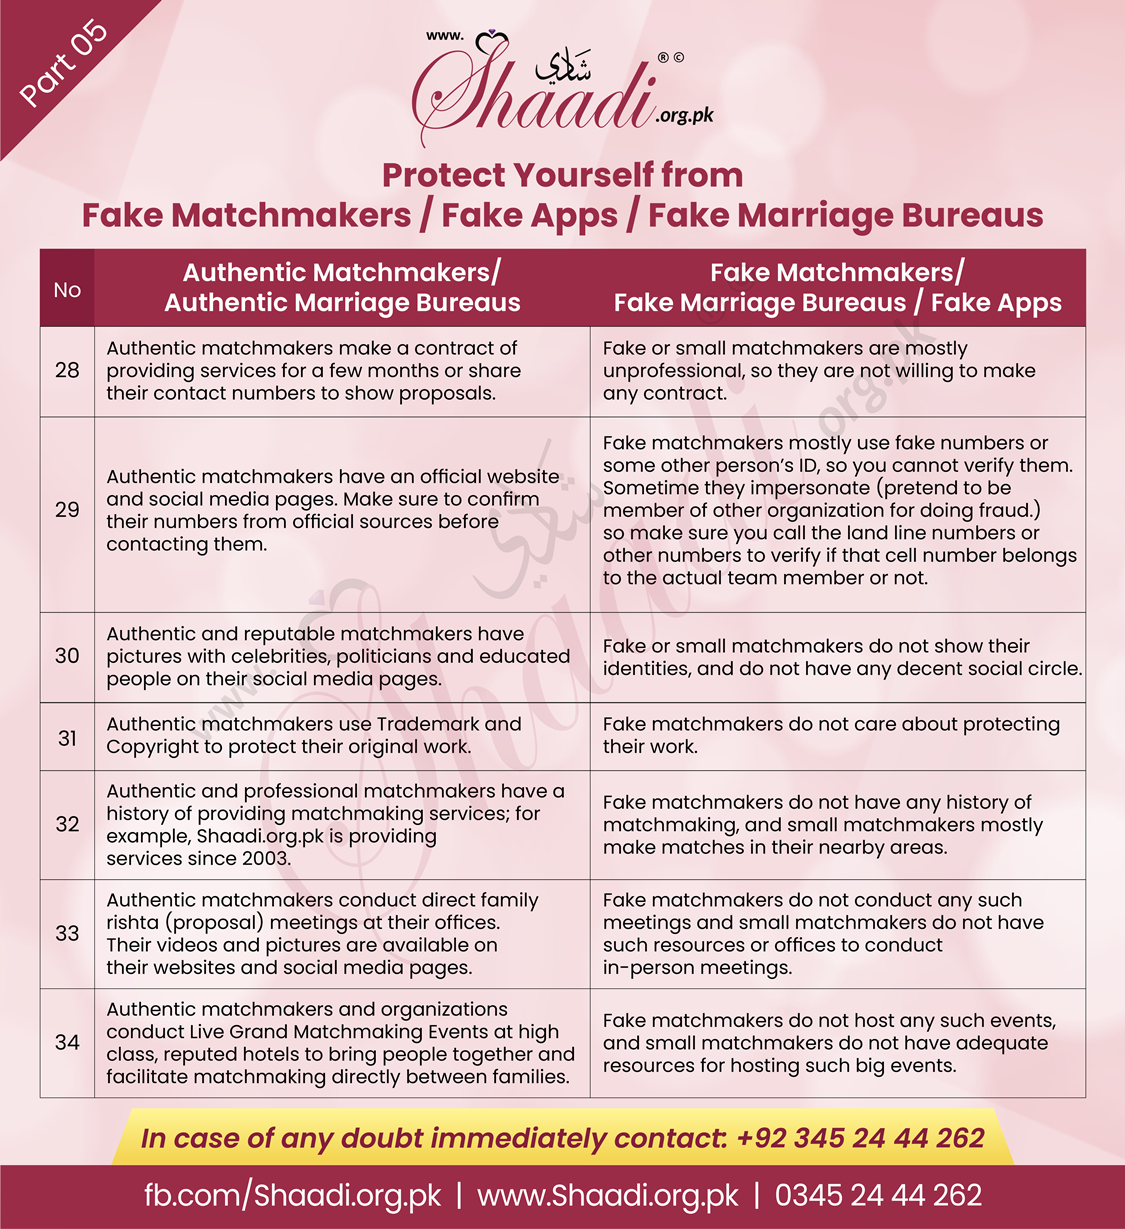 Part 05
www.
شادي
Shaadi
® ©
.org.pk
Protect Yourself from
Fake Matchmakers / Fake Apps / Fake Marriage Bureaus
No
Authentic Matchmakers/
Authentic Marriage Bureaus
Fake Matchmakers/
Fake Marriage Bureaus / Fake Apps
28
Authentic matchmakers make a contract of
providing services for a few months or share
their contact numbers to show proposals.
Fake or small matchmakers are mostly
unprofessional, so they are not willing to make
any contract.
29
Authentic matchmakers have an official website
and social media pages. Make sure to confirm
their numbers from official sources before
contacting them.
Fake matchmakers mostly use fake numbers or
some other person's ID, so you cannot verify them.
Sometime they impersonate (pretend to be
member of other organization for doing fraud.)
so make sure you call the land line numbers or
other numbers to verify if that cell number belongs
to the actual team member or not.
30
Authentic and reputable matchmakers have
pictures with celebrities, politicians and educated
people on their social media pages.
Fake or small matchmakers do not show their
identities, and do not have any decent social circle.
31
Authentic matchmakers use Trademark and
Copyright to protect their original work.
Fake matchmakers do not care about protecting
their work.
32
Authentic and professional matchmakers have a
history of providing matchmaking services; for
example, Shaadi.org.pk is providing
services since 2003.
Fake matchmakers do not have any history of
matchmaking, and small matchmakers mostly
make matches in their nearby areas.
33
Authentic matchmakers conduct direct family
rishta (proposal) meetings at their offices.
Their videos and pictures are available on
their websites and social media pages.
Fake matchmakers do not conduct any such
meetings and small matchmakers do not have
such resources or offices to conduct
in-person meetings.
34
Authentic matchmakers and organizations
conduct Live Grand Matchmaking Events at high
class, reputed hotels to bring people together and
facilitate matchmaking directly between families.
Fake matchmakers do not host any such events,
and small matchmakers do not have adequate
resources for hosting such big events.
www.
شادي
Shaadi
.org.pk
In case of any doubt immediately contact: +92 345 24 44 262
fb.com/Shaadi.org.pk | www.Shaadi.org.pk | 0345 24 44 262